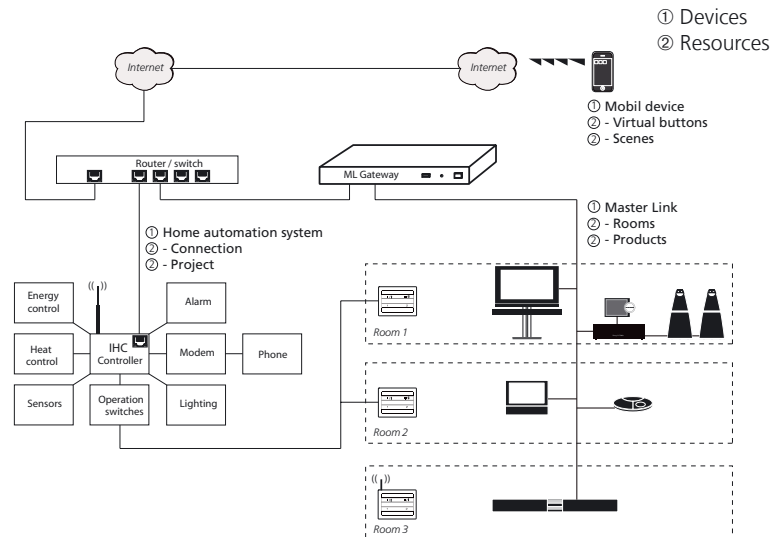 ① Devices
② Resources
Internet
Internet
① Mobil device
② - Virtual buttons
② - Scenes
Router / switch
ML Gateway
① Home automation system
② - Connection
② - Project
① Master Link
② - Rooms
② - Products
Energy
control
Alarm
Room 1
Heat
control
IHC
Controller
Modem
Phone
Sensors
Operation
switches
Lighting
Room 2
Room 3